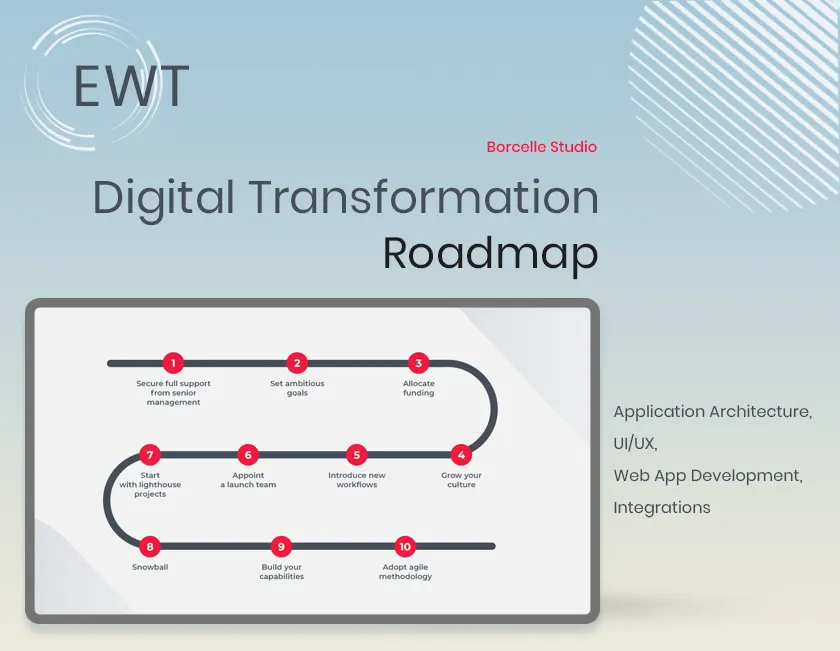 EWT
Borcelle Studio
Digital Transformation
Roadmap
1
Secure full support
from senior
management
2
Set ambitious
goals
3
Allocate
funding
4
Grow your
culture
5
Introduce new
workflows
6
Appoint
a launch team
7
Start
with lighthouse
projects
8
Snowball
9
Build your
capabilities
10
Adopt agile
methodology
Application Architecture,
UI/UX,
Web App Development,
Integrations